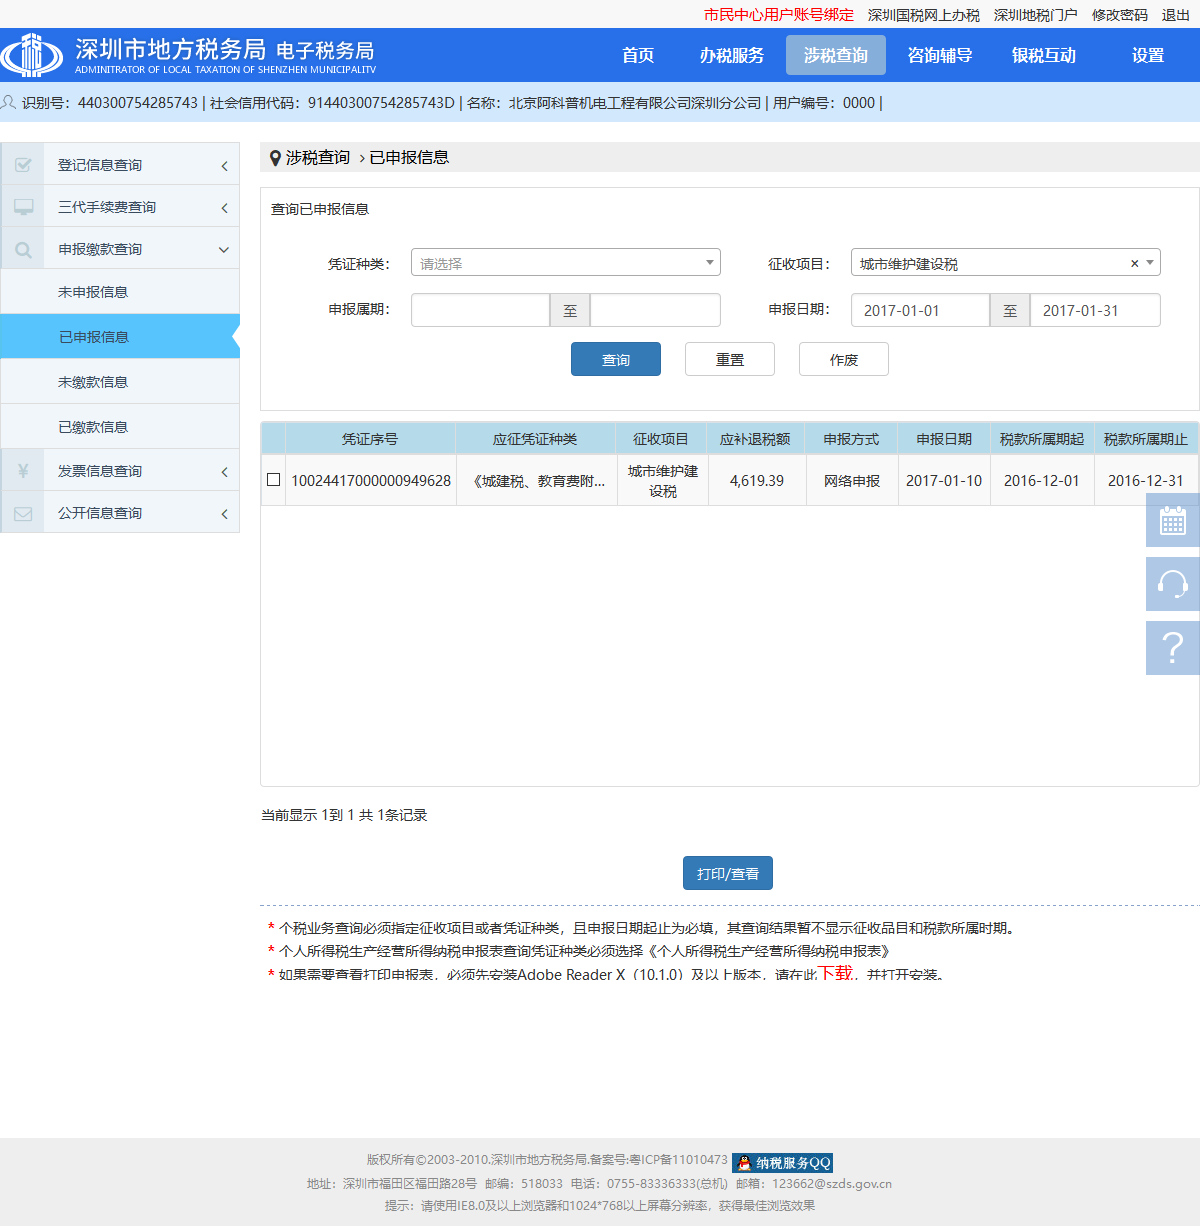 市民中心用户账号绑定 深圳国税网上办税 深圳地税门户 修改密码 退出
深圳市地方税务局 电子税务局
ADMINITRATOR OF LOCAL TAXATION OF SHENZHEN MUNICIPALITV
首页 办税服务 涉税查询 咨询辅导 银税互动 设置
识别号：440300754285743 | 社会信用代码：91440300754285743D | 名称：北京阿科普机电工程有限公司深圳分公司 | 用户编号：0000 |
登记信息查询
三代手续费查询
申报缴款查询
未申报信息
已申报信息
未缴款信息
已缴款信息
发票信息查询
公开信息查询
涉税查询 › 已申报信息
查询已申报信息
凭证种类： 请选择 征收项目： 城市维护建设税 ×
申报属期： 至 申报日期： 2017-01-01 至 2017-01-31
查询 重置 作废
凭证序号 应征凭证种类 征收项目 应补退税额 申报方式 申报日期 税款所属期起 税款所属期止
10024417000000949628 《城建税、教育费附... 城市维护建设税 4,619.39 网络申报 2017-01-10 2016-12-01 2016-12-31
当前显示 1到 1 共 1条记录
打印/查看
* 个税业务查询必须指定征收项目或者凭证种类，且申报日期起止为必填，其查询结果暂不显示征收品目和税款所属时期。
* 个人所得税生产经营所得纳税申报表查询凭证种类必须选择《个人所得税生产经营所得纳税申报表》
* 如果需要查看打印申报表，必须先安装Adobe Reader X（10.1.0）及以上版本，请在此下载，并打开安装。
版权所有©2003-2010.深圳市地方税务局.备案号:粤ICP备11010473 纳税服务QQ
地址：深圳市福田区福田路28号 邮编：518033 电话：0755-83336333(总机) 邮箱：123662@szds.gov.cn
提示：请使用IE8.0及以上浏览器和1024*768以上屏幕分辨率，获得最佳浏览效果